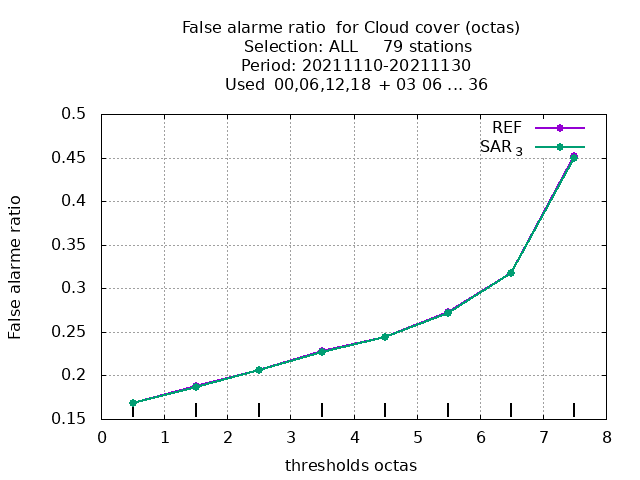 False alarme ratio  for Cloud cover (octas)
Selection: ALL     79 stations
Period: 20211110-20211130
Used  00,06,12,18  + 03 06 ... 36
0.5
REF
0.45
SAR 3
0.4
0.35
False alarme ratio
0.3
0.25
0.2
0.15
0 1 2 3 4 5 6 7 8
thresholds octas